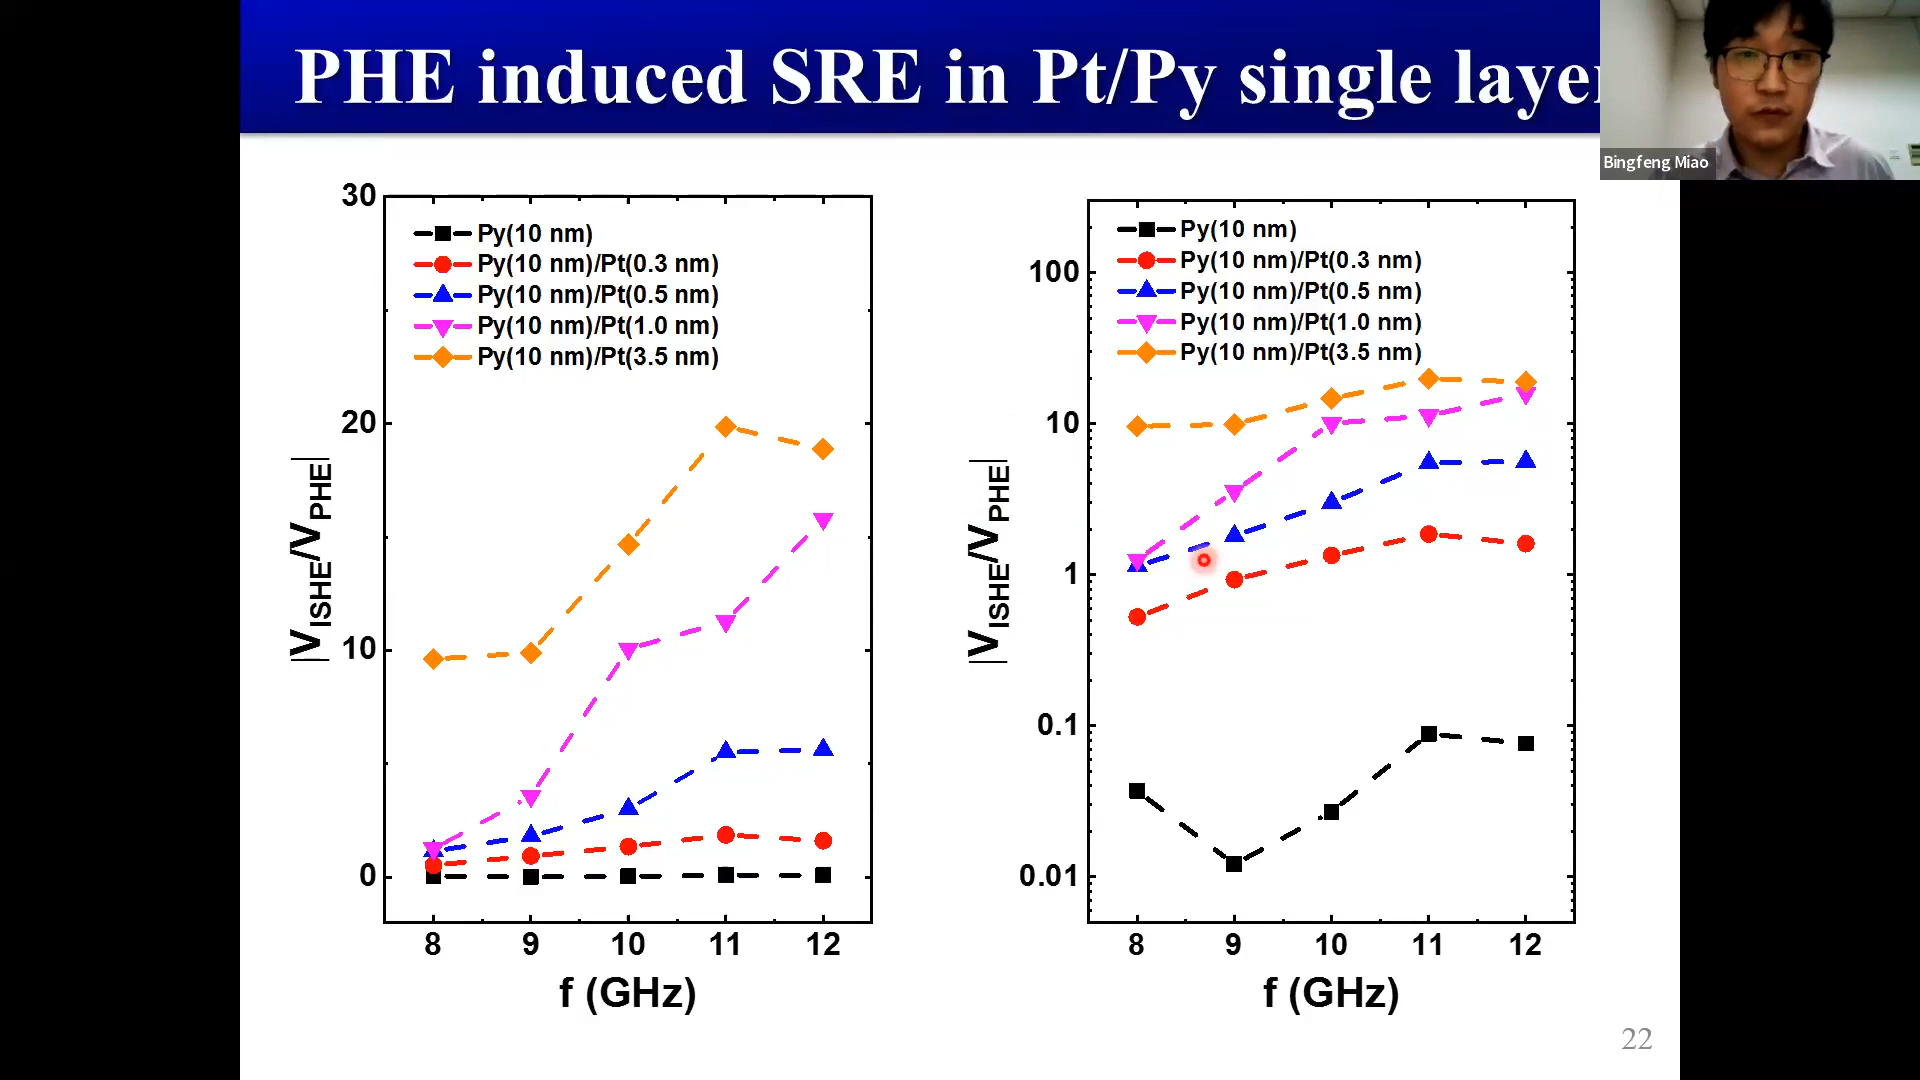 PHE induced SRE in Pt/Py single laye
Bingfeng Miao
30
20
10
0
Py(10 nm)
Py(10 nm)/Pt(0.3 nm)
Py(10 nm)/Pt(0.5 nm)
Py(10 nm)/Pt(1.0 nm)
Py(10 nm)/Pt(3.5 nm)
|VISHE/VPHE|
8 9 10 11 12
f (GHz)
100
10
1
0.1
0.01
Py(10 nm)
Py(10 nm)/Pt(0.3 nm)
Py(10 nm)/Pt(0.5 nm)
Py(10 nm)/Pt(1.0 nm)
Py(10 nm)/Pt(3.5 nm)
|VISHE/VPHE|
8 9 10 11 12
f (GHz)
22